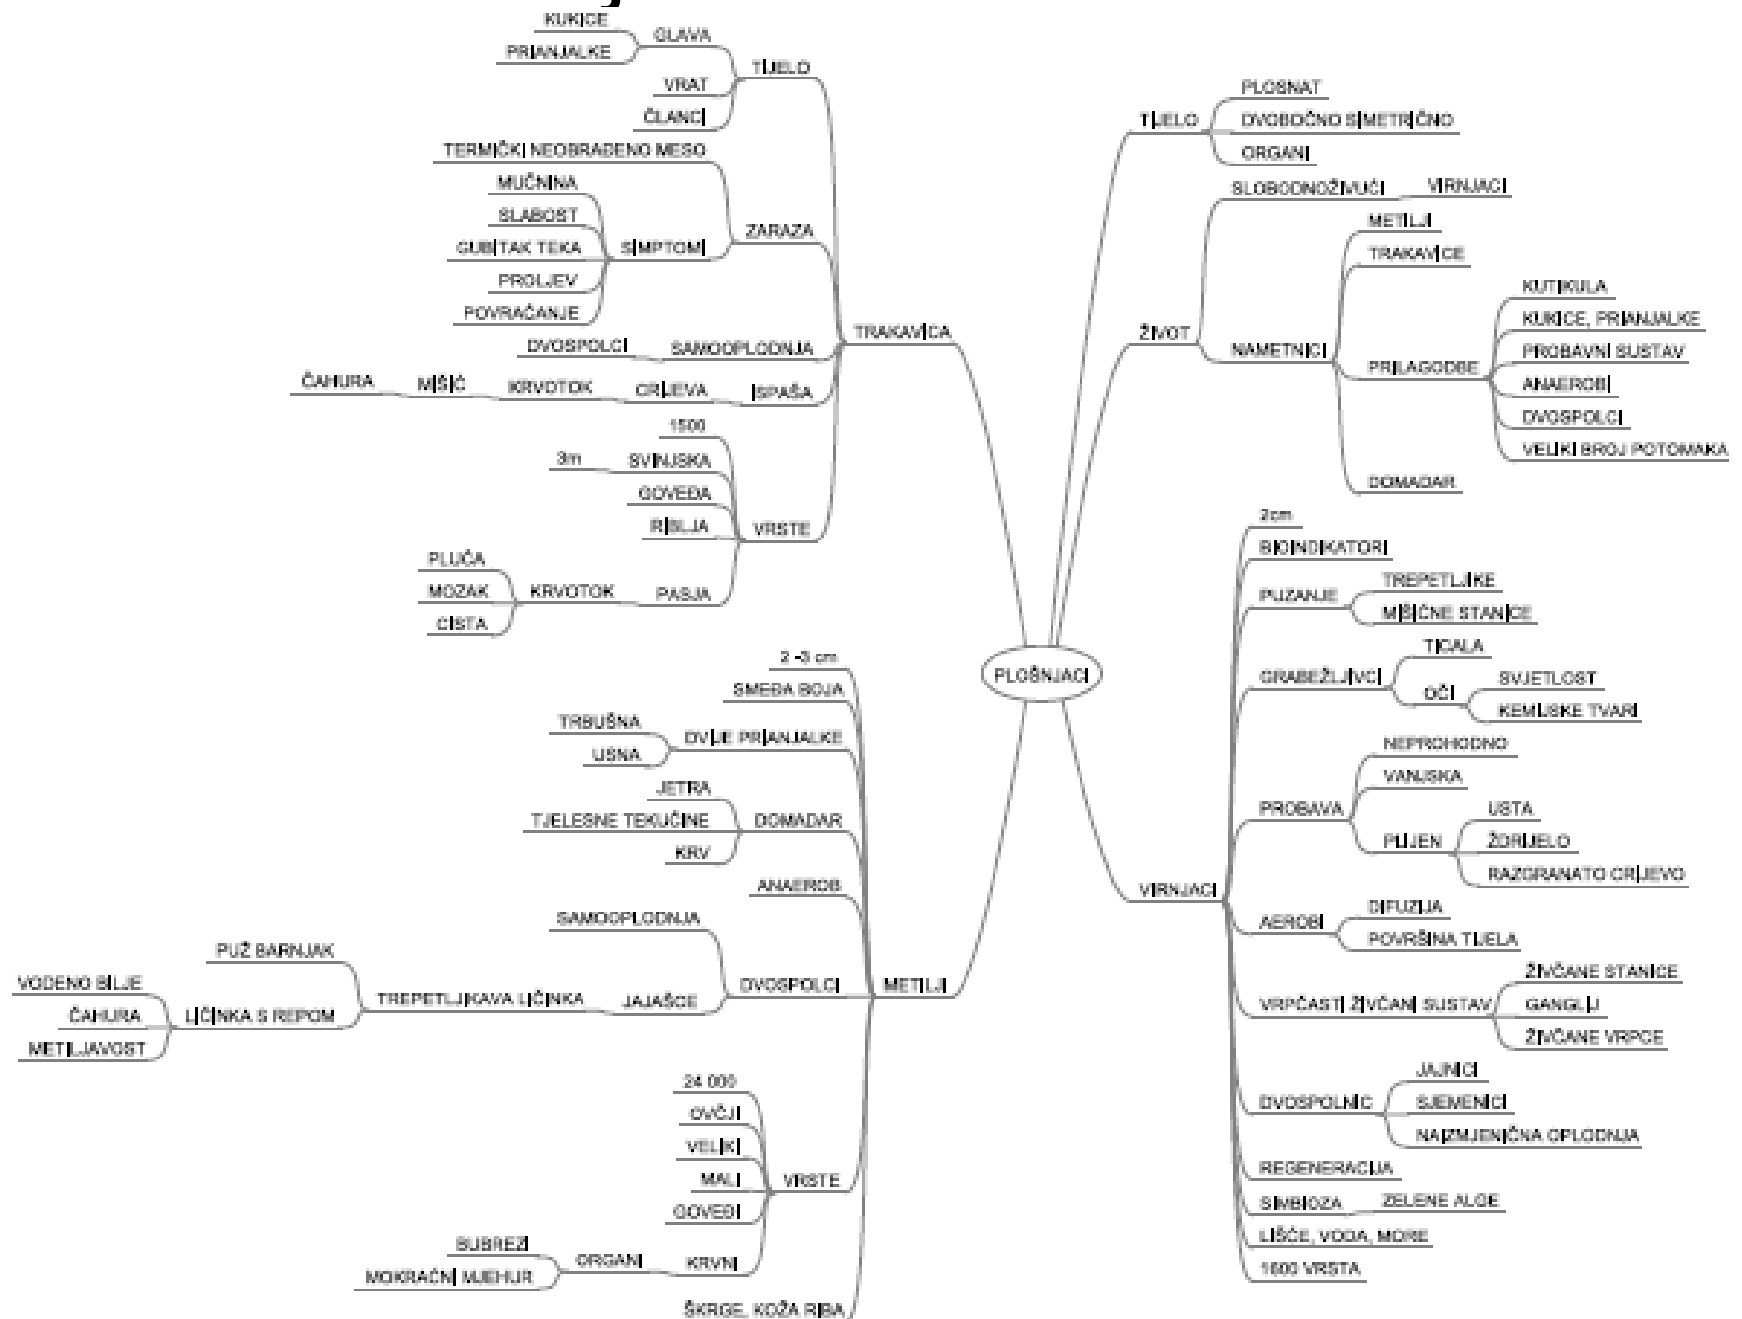 KUKICE
PRIANJALKE
GLAVA
VRAT
ČLANCI
TIJELO
TERMIČKI NEOBRAĐENO MESO
MUČNINA
SLABOST
GUBITAK TEKA
PROLJEV
POVRAĆANJE
SIMPTOMI
ZARAZA
DVOSPOLCI
SAMOOPLODNJA
TRAKAVICA
ČAHURA
MIŠIĆ
KRVOTOK
CRIJEVA
ISPAŠA
1500
3m
SVINJSKA
GOVEĐA
RIBLJA
VRSTE
PLUĆA
MOZAK
CISTA
KRVOTOK
PASJA
PLOŠNJACI
2 -3 cm
SMEĐA BOJA
TRBUŠNA
USNA
DVIJE PRIANJALKE
JETRA
TJELESNE TEKUĆINE
KRV
DOMADAR
ANAEROB
SAMOOPLODNJA
PUŽ BARNJAK
VODENO BILJE
ČAHURA
METILJAVOST
LIČINKA S REPOM
TREPETLJIKAVA LIČINKA
JAJAŠCE
DVOSPOLCI
METILJI
24 000
OVČJI
VELIKI
MALI
GOVEĐI
VRSTE
BUBREZI
MOKRAĆNI MJEHUR
ORGANI
KRVNI
ŠKRGE, KOŽA RIBA
TIJELO
PLOSNAT
DVOBOČNO SIMETRIČNO
ORGANI
ŽIVOT
SLOBODNOŽIVUĆI
VIRNJACI
NAMETNICI
METILJI
TRAKAVICE
PRILAGODBE
KUTIKULA
KUKICE, PRIANJALKE
PROBAVNI SUSTAV
ANAEROBI
DVOSPOLCI
VELIKI BROJ POTOMAKA
DOMADAR
VIRNJACI
2cm
BIOINDIKATORI
PUZANJE
TREPETLJIKE
MIŠIĆNE STANICE
GRABEŽLJIVCI
TICALA
OČI
SVJETLOST
KEMIJSKE TVARI
PROBAVA
NEPROHODNO
VANJSKA
PLIJEN
USTA
ŽDRIJELO
RAZGRANATO CRIJEVO
AEROBI
DIFUZIJA
POVRŠINA TIJELA
VRPČASTI ŽIVČANI SUSTAV
ŽIVČANE STANICE
GANGLIJ
ŽIVČANE VRPCE
DVOSPOLNIC
JAJNICI
SJEMENICI
NAIZMJENIČNA OPLODNJA
REGENERACIJA
SIMBIOZA
ZELENE ALGE
LIŠĆE, VODA, MORE
1600 VRSTA